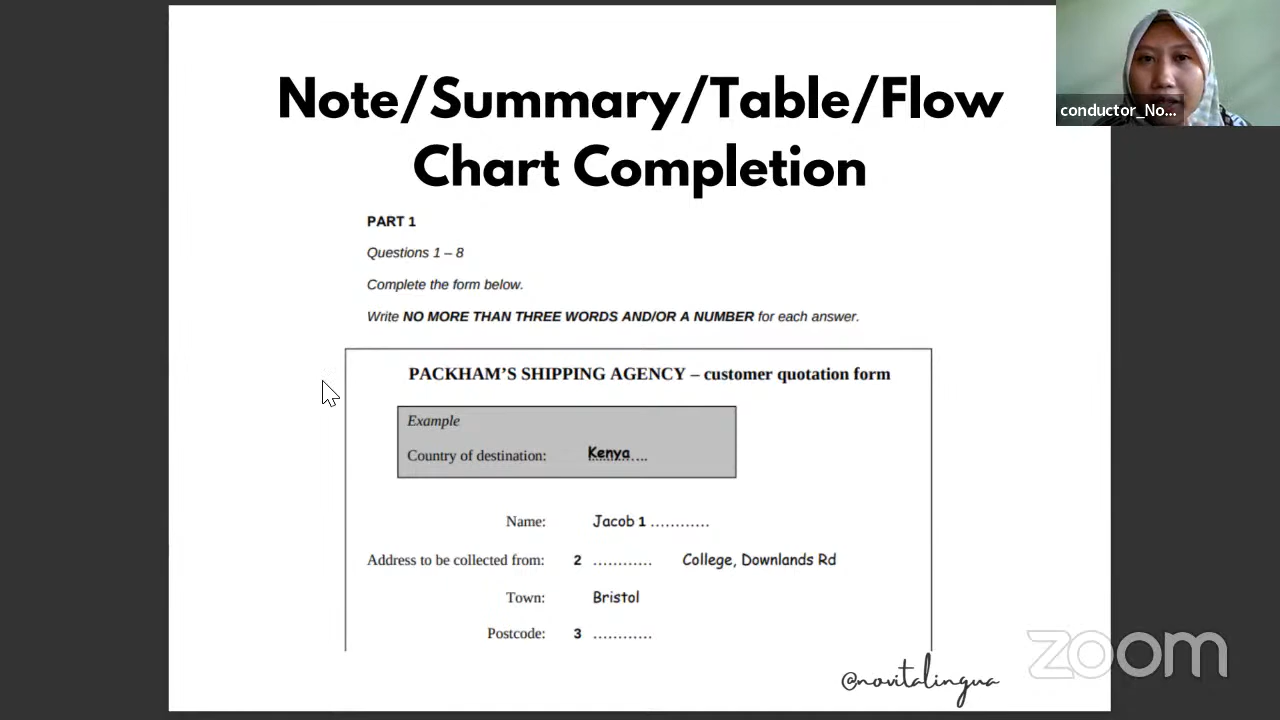 Note/Summary/Table/Flow
Chart Completion
conductor_No...
PART 1
Questions 1 – 8
Complete the form below.
Write NO MORE THAN THREE WORDS AND/OR A NUMBER for each answer.
PACKHAM'S SHIPPING AGENCY – customer quotation form
Example
Country of destination: Kenya.....
Name: Jacob 1 ............
Address to be collected from: 2 ............ College, Downlands Rd
Town: Bristol
Postcode: 3 ............
@novitalingua
zoom